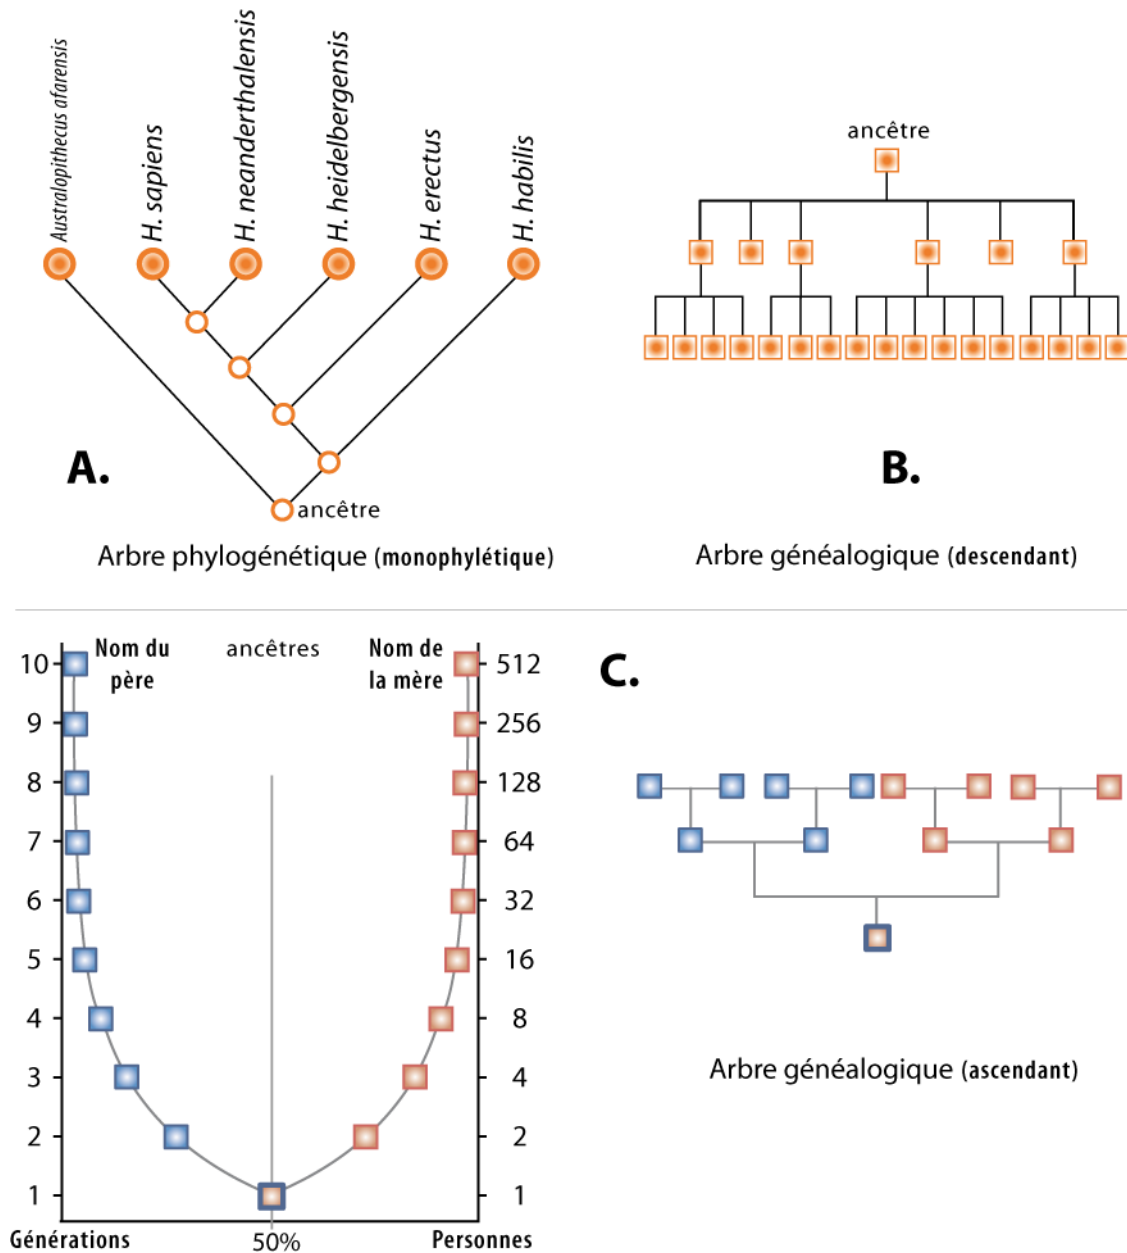 Australopithecus afarensis
H. sapiens
H. neanderthalensis
H. heidelbergensis
H. erectus
H. habilis
ancêtre
A.
Arbre phylogénétique (monophylétique)
ancêtre
B.
Arbre généalogique (descendant)
10
9
8
7
6
5
4
3
2
1
Générations
Nom du
père
ancêtres
Nom de
la mère
50%
512
256
128
64
32
16
8
4
2
1
Personnes
C.
Arbre généalogique (ascendant)